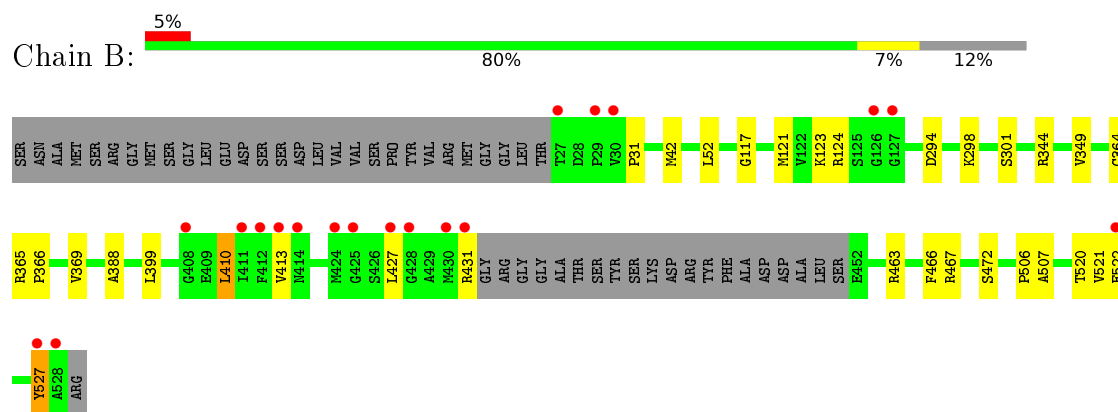 5%
Chain B:
80% 7% 12%
SER ASN ALA MET SER ARG GLY MET SER GLY LEU GLU ASP SER SER ASP LEU VAL VAL SER PRO TYR VAL ARG MET GLY GLY LEU THR T27 D28 P29 V30 P31 M42 L52 G117 M121 V122 K123 R124 S125 G126 G127 D294 K298 S301 R344 V349
R365 P366 V369 A388 L399 G408 E409 L410 I411 F412 V413 N414 M424 G425 S426 L427 G428 A429 M430 R431 GLY ARG GLY GLY ALA THR SER TYR SER LYS ASP ARG TYR PHE ALA ASP ASP ALA LEU SER E452 R463 F466 R467 S472 P506 A507 T520 V521
Y527 A528 ARG